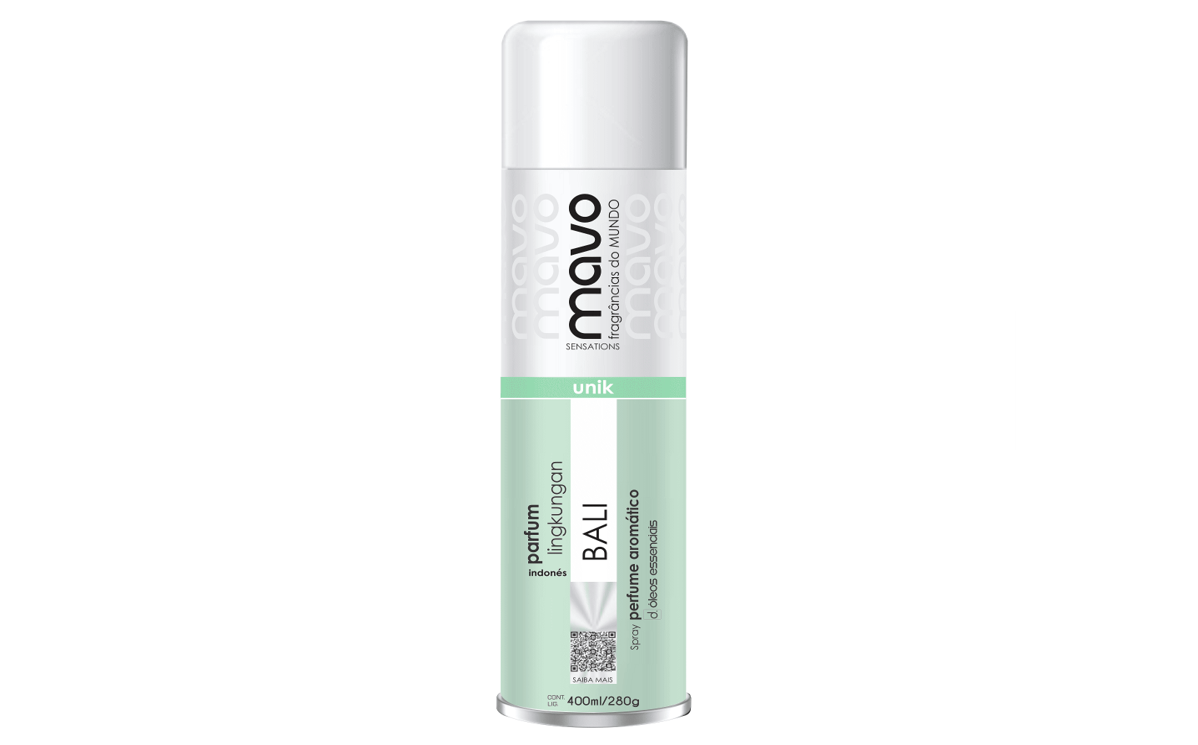 mavo
fragrâncias do MUNDO
SENSATIONS
unik
parfum
lingkungan
indonés
BALI
Spray perfume aromático
d. óleos essenciais
SAIBA MAIS
CONT.
LIQ.
400ml/280g